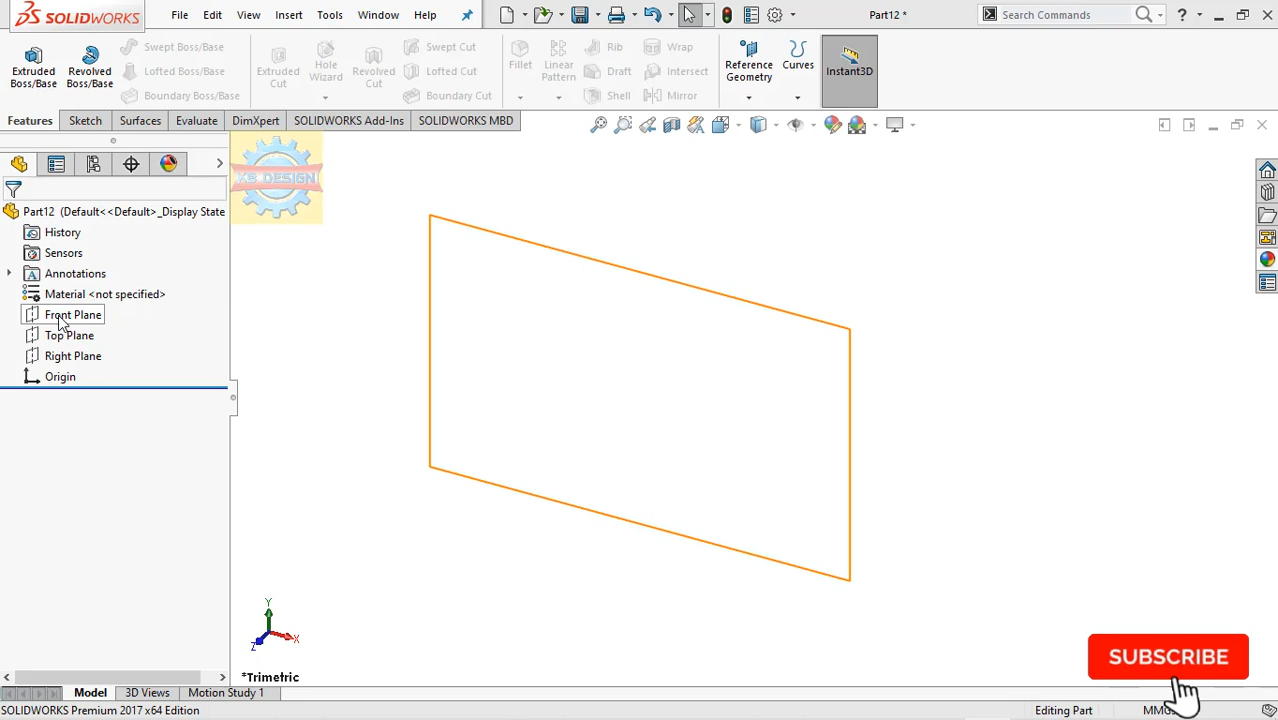 DS SOLIDWORKS
File Edit View Insert Tools Window Help
Part12 *
Search Commands
Extruded Boss/Base
Revolved Boss/Base
Swept Boss/Base
Lofted Boss/Base
Boundary Boss/Base
Extruded Cut
Hole Wizard
Revolved Cut
Swept Cut
Lofted Cut
Boundary Cut
Fillet
Linear Pattern
Rib
Draft
Shell
Wrap
Intersect
Mirror
Reference Geometry
Curves
Instant3D
Features Sketch Surfaces Evaluate DimXpert SOLIDWORKS Add-Ins SOLIDWORKS MBD
KS DESIGN
Part12 (Default<<Default>_Display State
History
Sensors
Annotations
Material <not specified>
Front Plane
Top Plane
Right Plane
Origin
Y
X
Z
*Trimetric
SUBSCRIBE
Model 3D Views Motion Study 1
SOLIDWORKS Premium 2017 x64 Edition
Editing Part